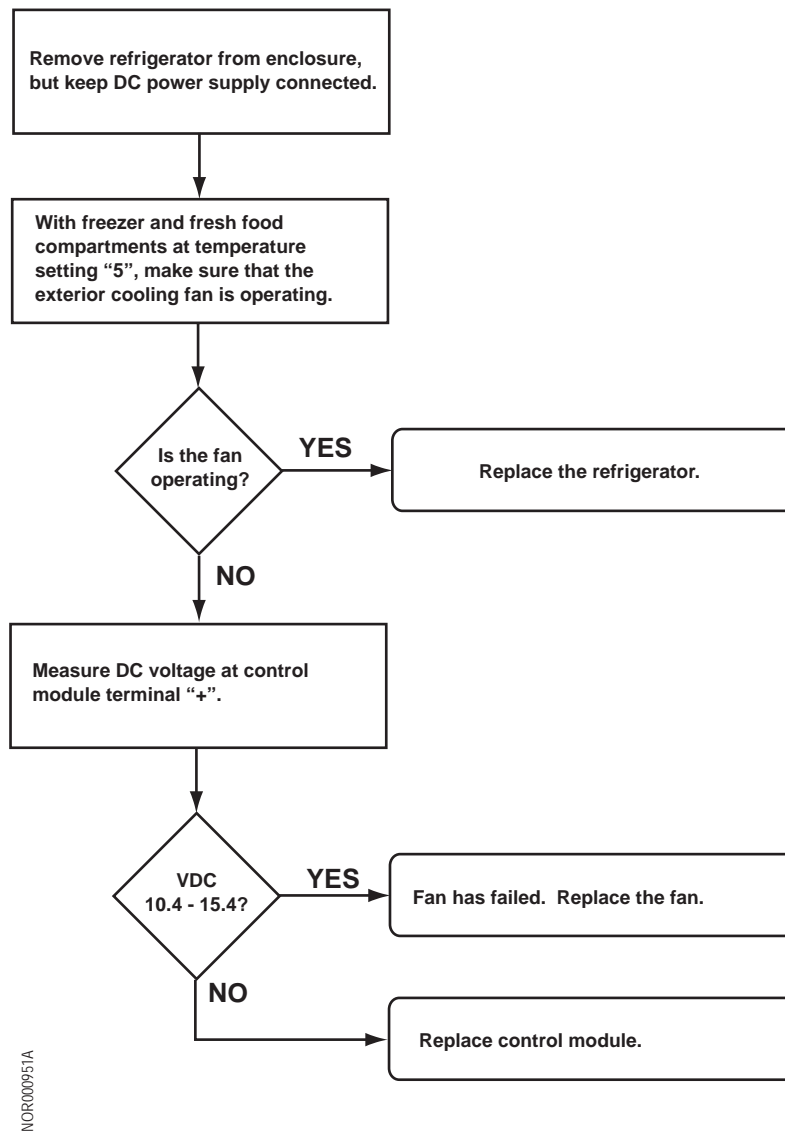 Remove refrigerator from enclosure,
but keep DC power supply connected.
With freezer and fresh food
compartments at temperature
setting “5”, make sure that the
exterior cooling fan is operating.
Is the fan
operating?
YES
Replace the refrigerator.
NO
Measure DC voltage at control
module terminal “+”.
VDC
10.4 - 15.4?
YES
Fan has failed.  Replace the fan.
NO
Replace control module.
NOR000951A